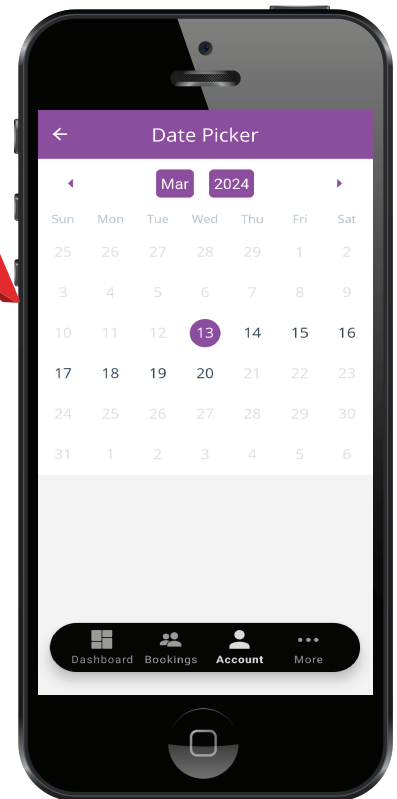 Date Picker
Mar 2024
Sun Mon Tue Wed Thu Fri Sat
25 26 27 28 29 1 2
3 4 5 6 7 8 9
10 11 12 13 14 15 16
17 18 19 20 21 22 23
24 25 26 27 28 29 30
31 1 2 3 4 5 6
Dashboard Bookings Account More